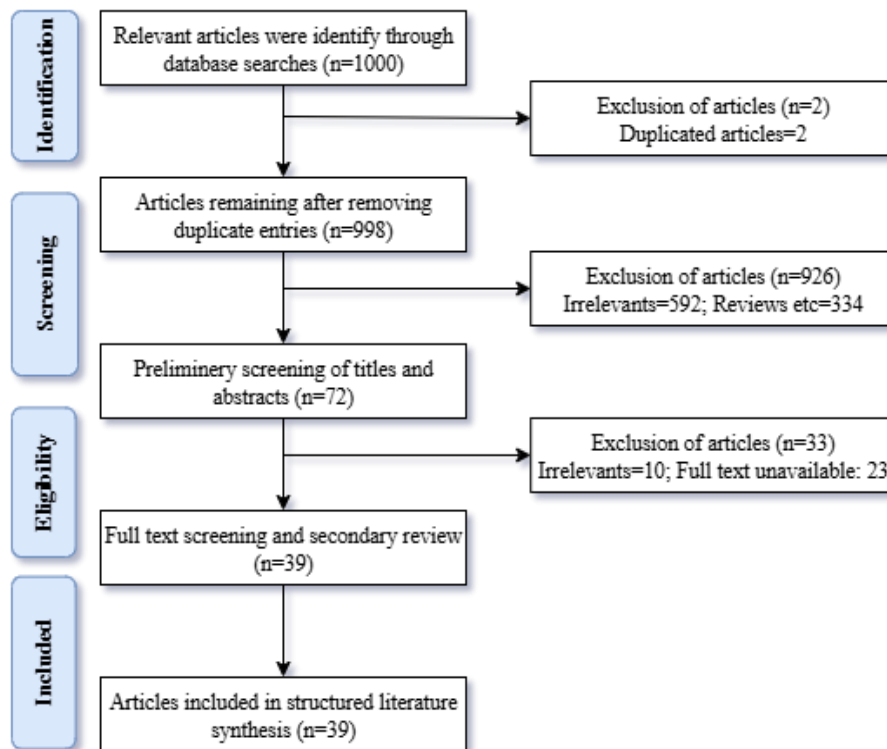 Identification
Relevant articles were identify through
database searches (n=1000)
Exclusion of articles (n=2)
Duplicated articles=2
Screening
Articles remaining after removing
duplicate entries (n=998)
Exclusion of articles (n=926)
Irrelevants=592; Reviews etc=334
Preliminery screening of titles and
abstracts (n=72)
Eligibility
Exclusion of articles (n=33)
Irrelevants=10; Full text unavailable: 23
Full text screening and secondary review
(n=39)
Included
Articles included in structured literature
synthesis (n=39)